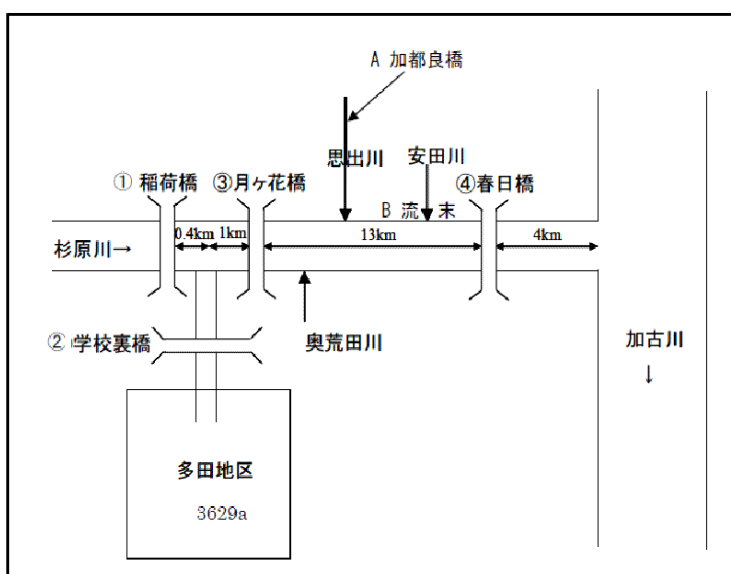 A 加都良橋
思出川 安田川
① 稲荷橋 ③月ヶ花橋 ④春日橋
B 流 末
0.4km 1km 13km 4km
杉原川→
② 学校裏橋 奥荒田川 加古川
↓
多田地区
3629a